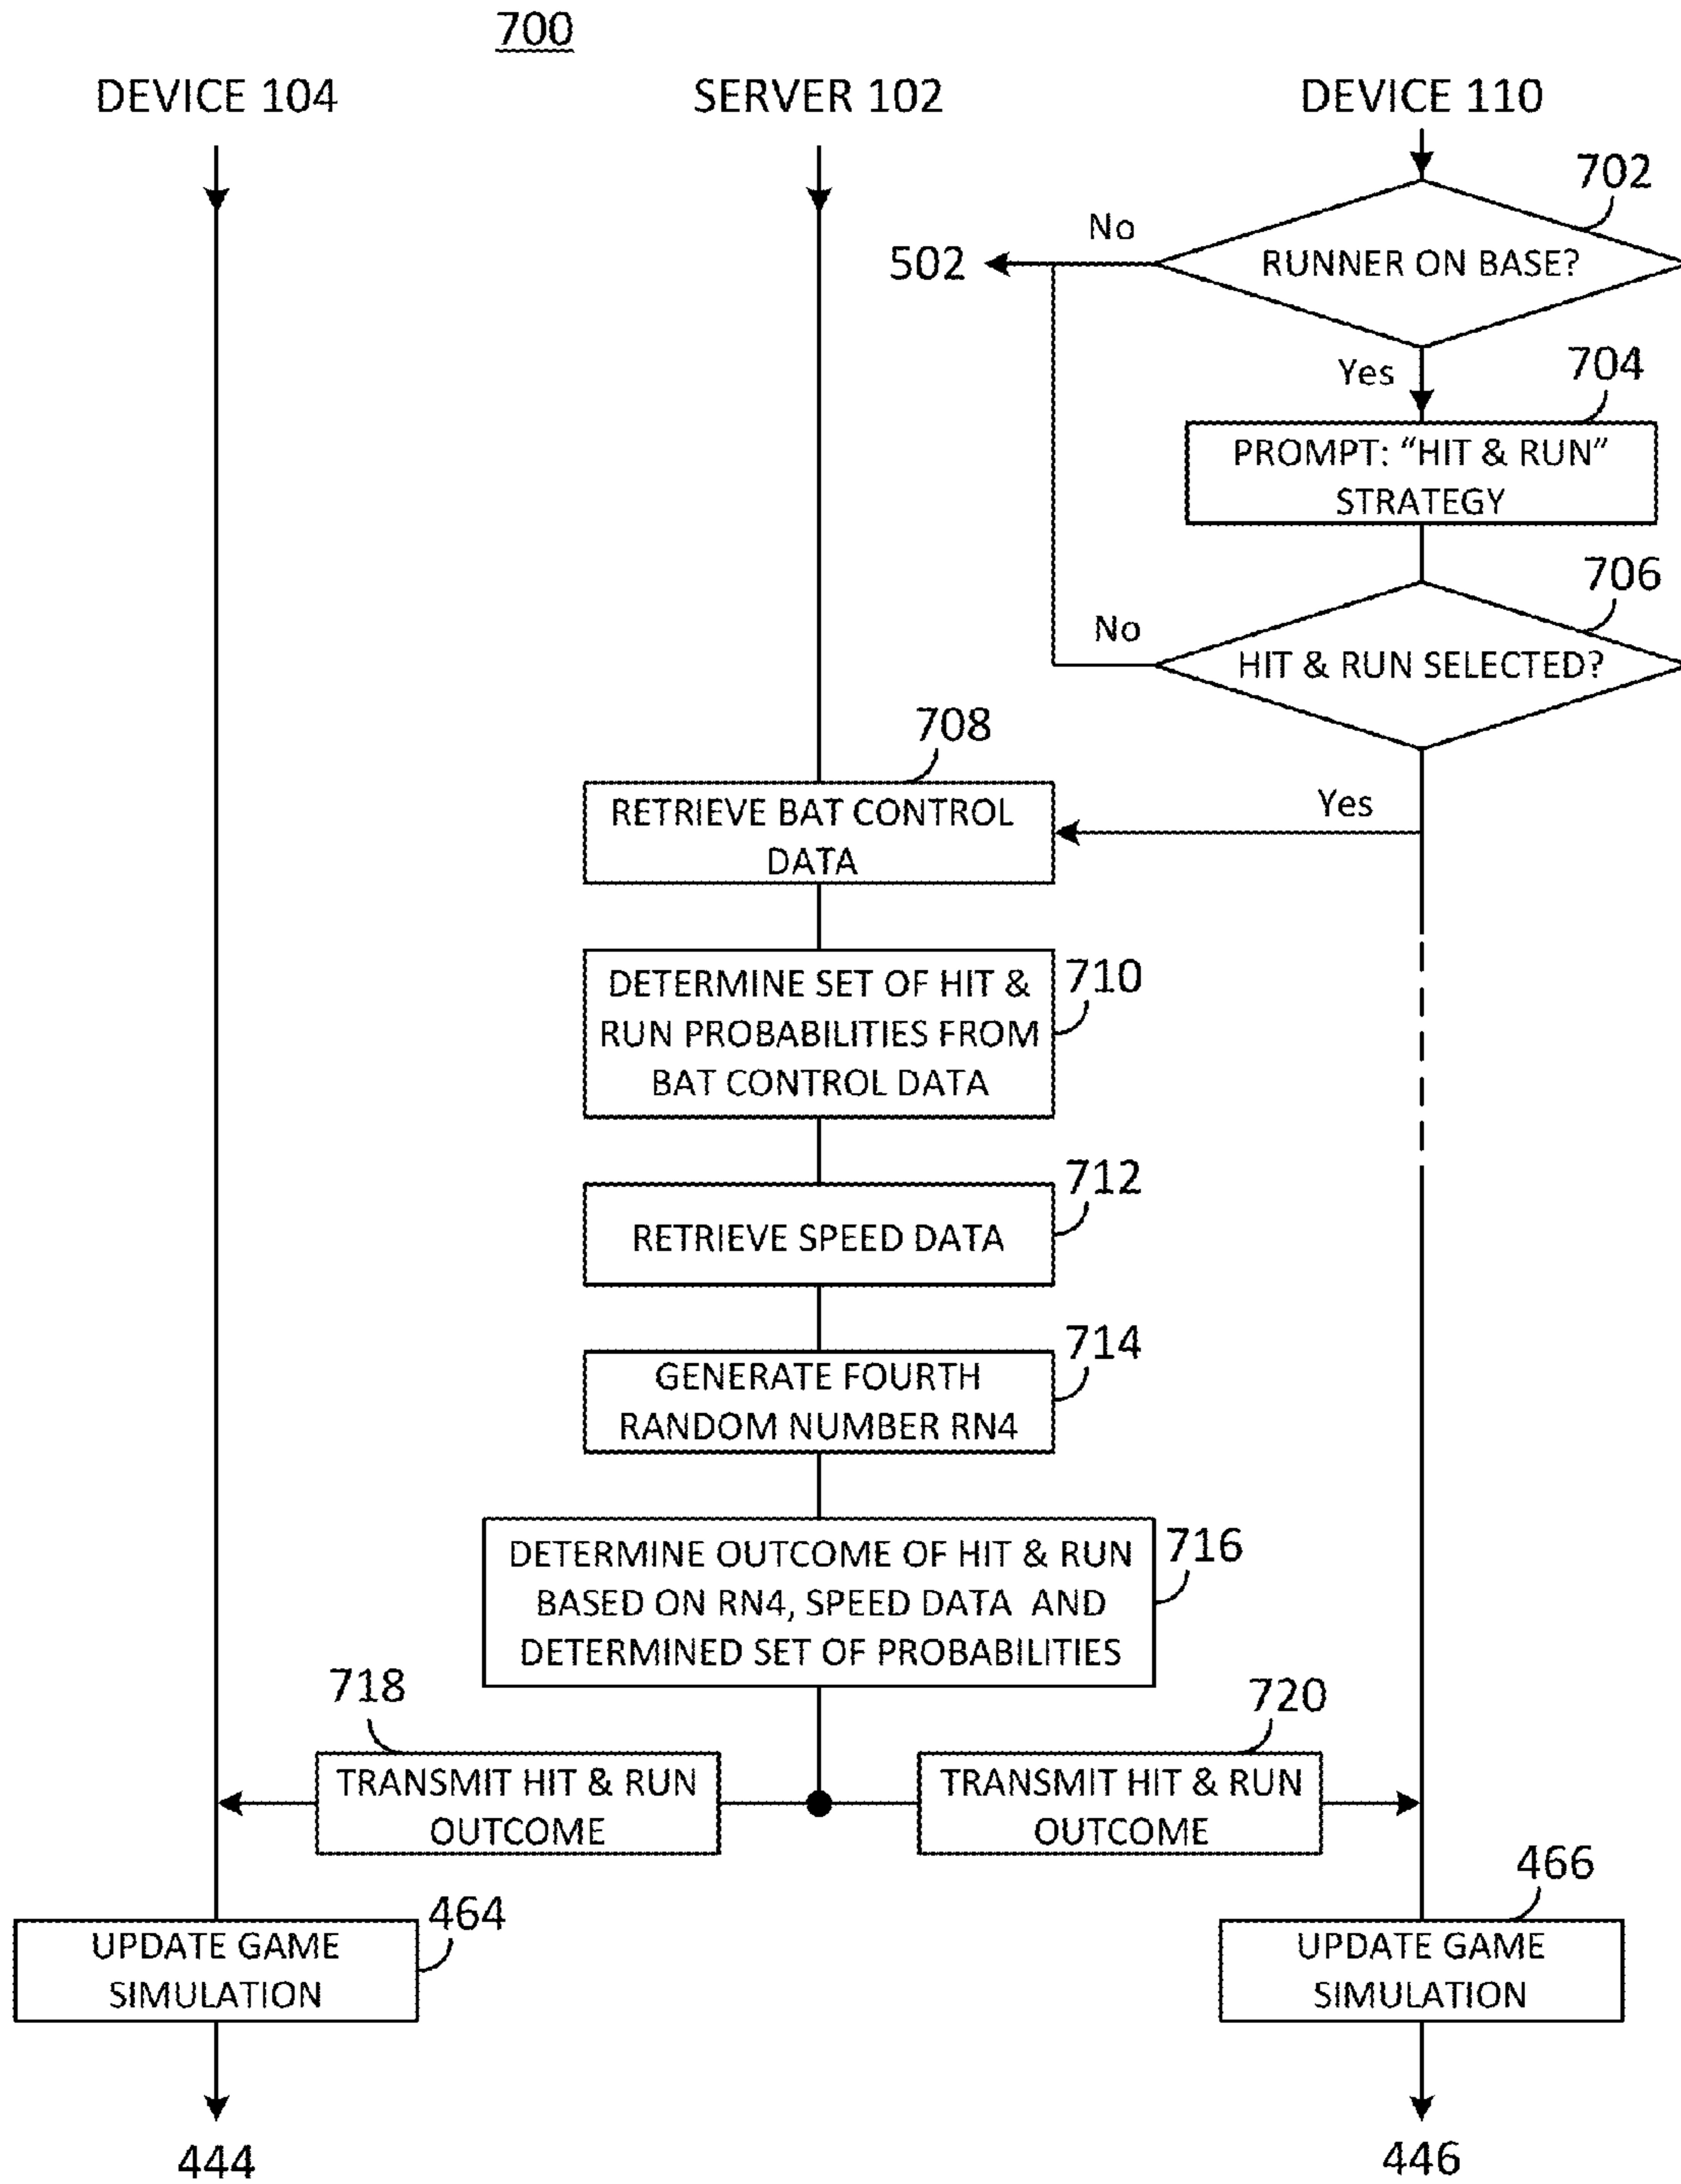 700
DEVICE 104
SERVER 102
DEVICE 110
702
No
502
RUNNER ON BASE?
Yes
704
PROMPT: “HIT & RUN”
STRATEGY
706
No
HIT & RUN SELECTED?
708
Yes
RETRIEVE BAT CONTROL
DATA
710
DETERMINE SET OF HIT &
RUN PROBABILITIES FROM
BAT CONTROL DATA
712
RETRIEVE SPEED DATA
714
GENERATE FOURTH
RANDOM NUMBER RN4
716
DETERMINE OUTCOME OF HIT & RUN
BASED ON RN4, SPEED DATA AND
DETERMINED SET OF PROBABILITIES
718
720
TRANSMIT HIT & RUN
OUTCOME
TRANSMIT HIT & RUN
OUTCOME
464
466
UPDATE GAME
SIMULATION
UPDATE GAME
SIMULATION
444
446